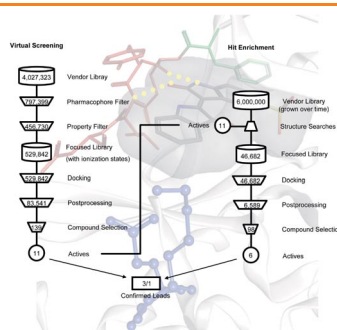 Virtual Screening
Hit Enrichment
4,027,323
Vendor Libray
797,399
Pharmacophore Filter
456,730
Property Filter
529,842
Focused Library
(with ionization states)
529,842
Docking
83,541
Postprocessing
139
Compound Selection
11
Actives
Actives
11
6,000,000
Vendor Library
(grown over time)
Structure Searches
46,682
Focused Library
46,682
Docking
6,589
Postprocessing
98
Compound Selectio
6
Actives
3/1
Confirmed Leads